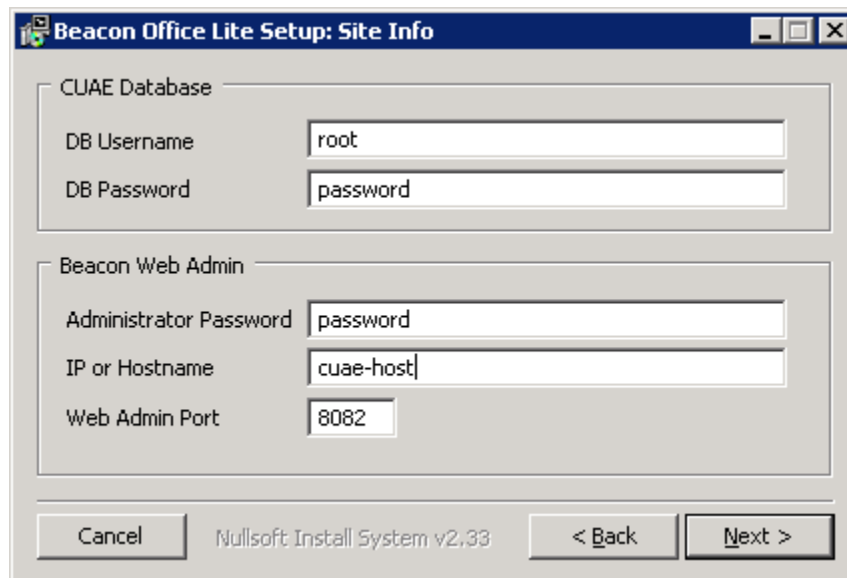 Beacon Office Lite Setup: Site Info
CUAE Database
DB Username root
DB Password password
Beacon Web Admin
Administrator Password password
IP or Hostname cuae-host
Web Admin Port 8082
Cancel Nullsoft Install System v2.33 < Back Next >